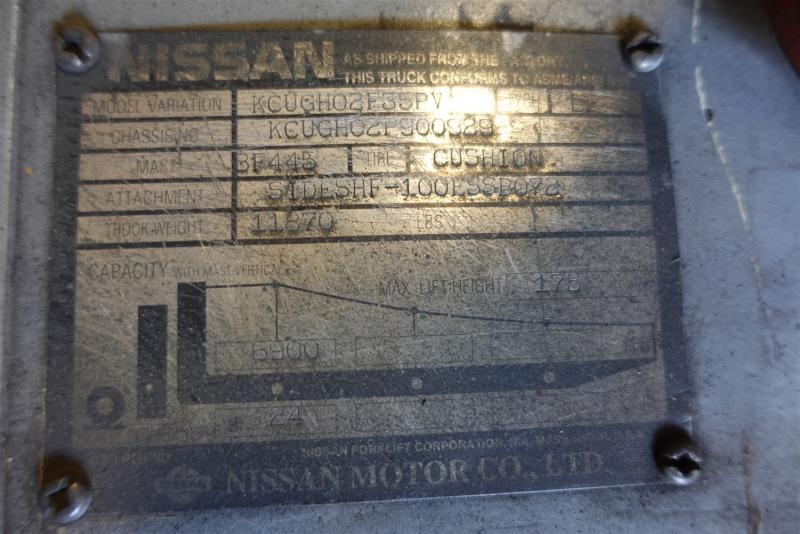 NISSAN AS SHIPPED FROM THE FACTORY
THIS TRUCK CONFORMS TO ASME
MODEL VARIATION KCUGH02F35PV
CHASSIS NO. KCUGH02F900929
MAST 3F445 TIRE CUSHION
ATTACHMENT SIDESHF-100ESSB072
TRUCK WEIGHT 11870 LBS
CAPACITY WITH MAST VERTICAL
MAX. LIFT HEIGHT 178 IN
6900
24
NISSAN FORKLIFT CORPORATION,
NISSAN MOTOR CO., LTD.